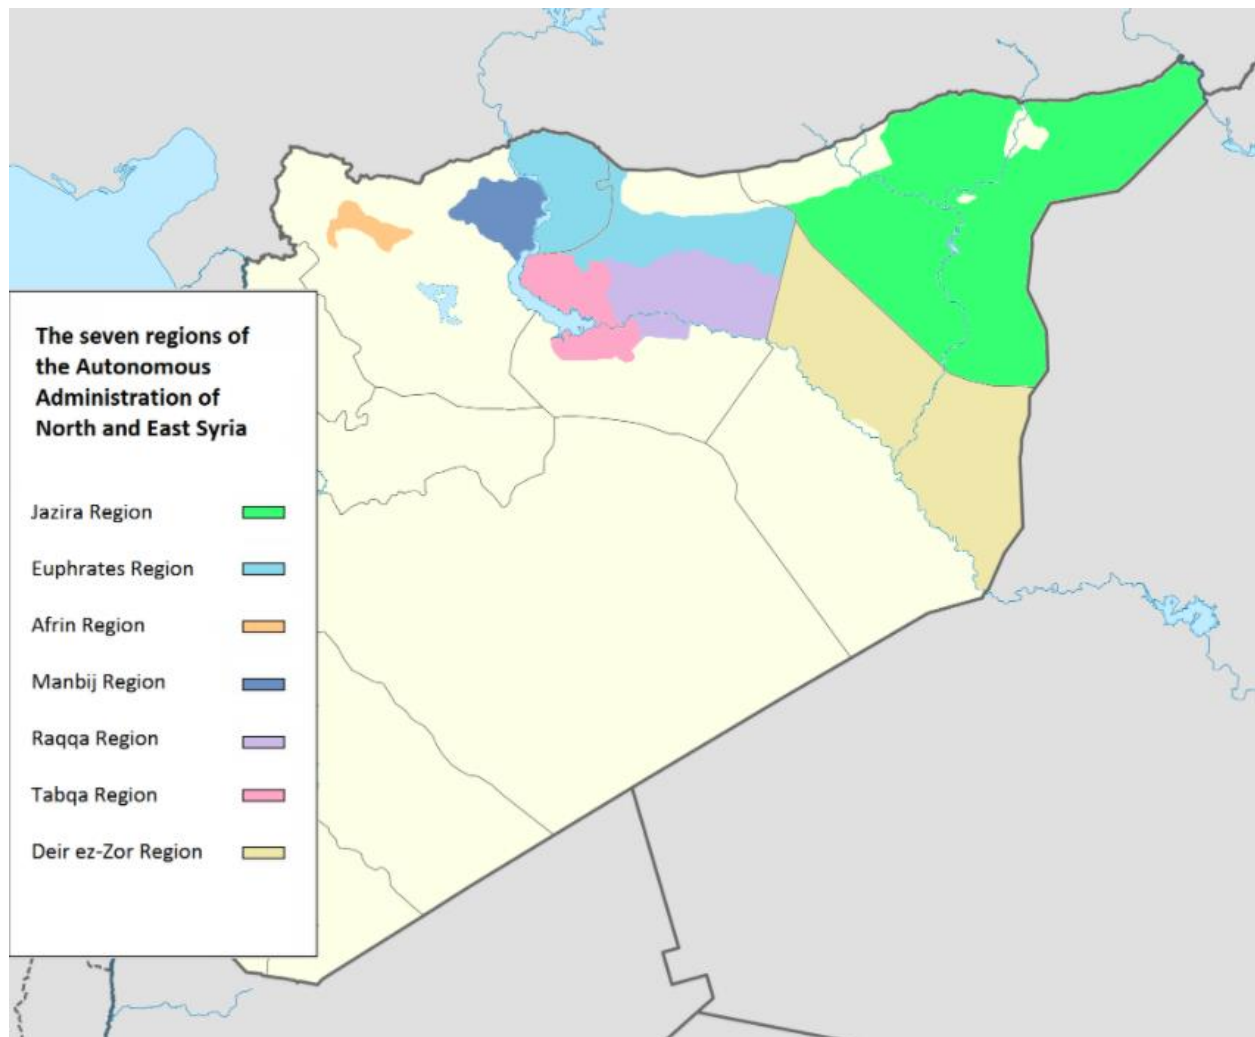 The seven regions of
the Autonomous
Administration of
North and East Syria
Jazira Region
Euphrates Region
Afrin Region
Manbij Region
Raqqa Region
Tabqa Region
Deir ez-Zor Region